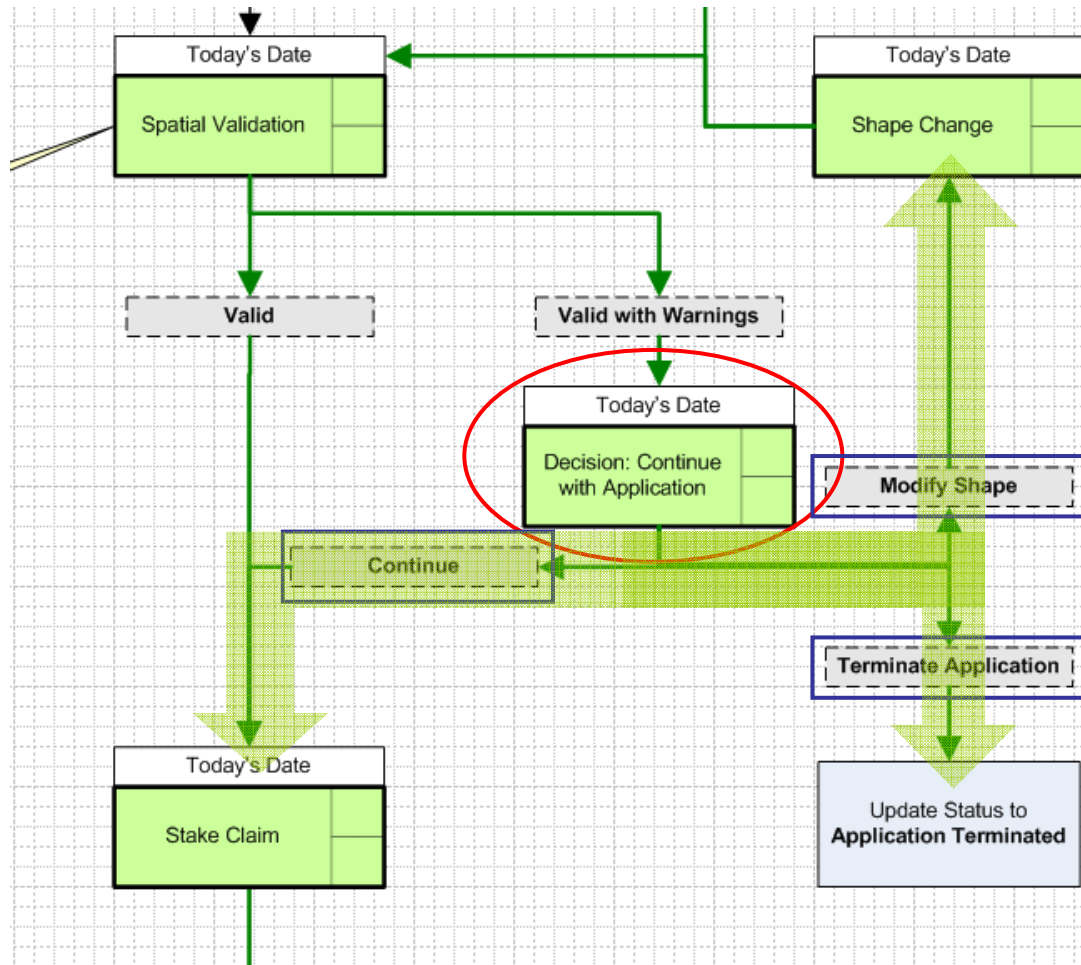 Today's Date
Today's Date
Spatial Validation
Shape Change
Valid
Valid with Warnings
Today's Date
Decision: Continue
with Application
Modify Shape
Continue
Terminate Application
Today's Date
Stake Claim
Update Status to
Application Terminated